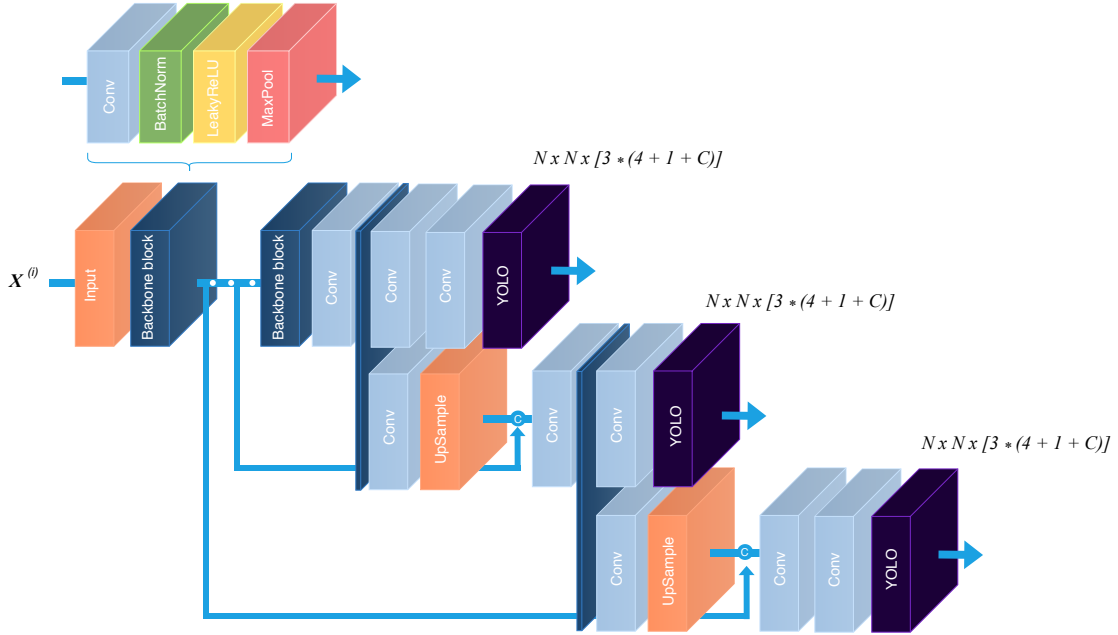 Conv
BatchNorm
LeakyReLU
MaxPool
N x N x [3 * (4 + 1 + C)]
X (i)
Input
Backbone block
Backbone block
Conv
Conv
Conv
YOLO
N x N x [3 * (4 + 1 + C)]
Conv
UpSample
C
Conv
Conv
YOLO
N x N x [3 * (4 + 1 + C)]
Conv
UpSample
C
Conv
Conv
YOLO